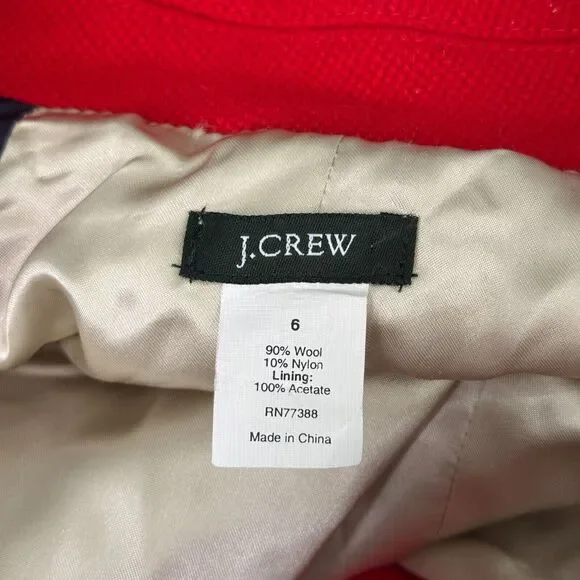 J.CREW
6
90% Wool
10% Nylon
Lining:
100% Acetate
RN77388
Made in China